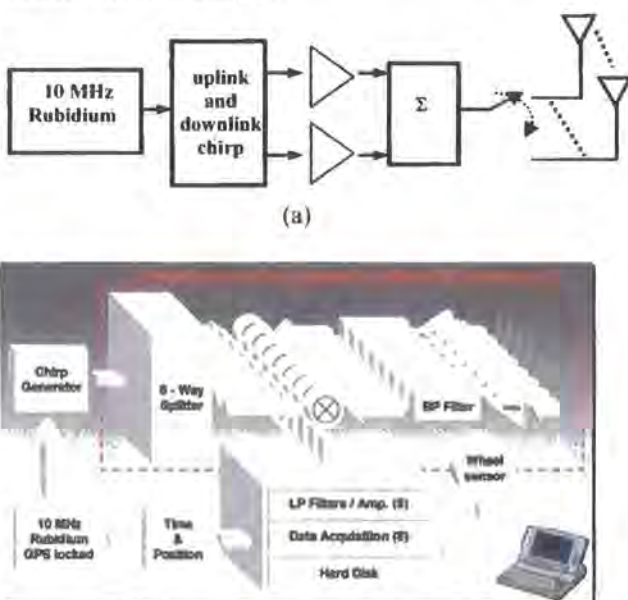 10 MHz
Rubidium
uplink
and
downlink
chirp
Σ
(a)
Chirp
Generator
8 - Way
Splitter
BP Filter
Wheel
sensor
10 MHz
Rubidium
GPS locked
Time
&
Position
LP Filters / Amp. (8)
Data Acquisition (8)
Hard Disk